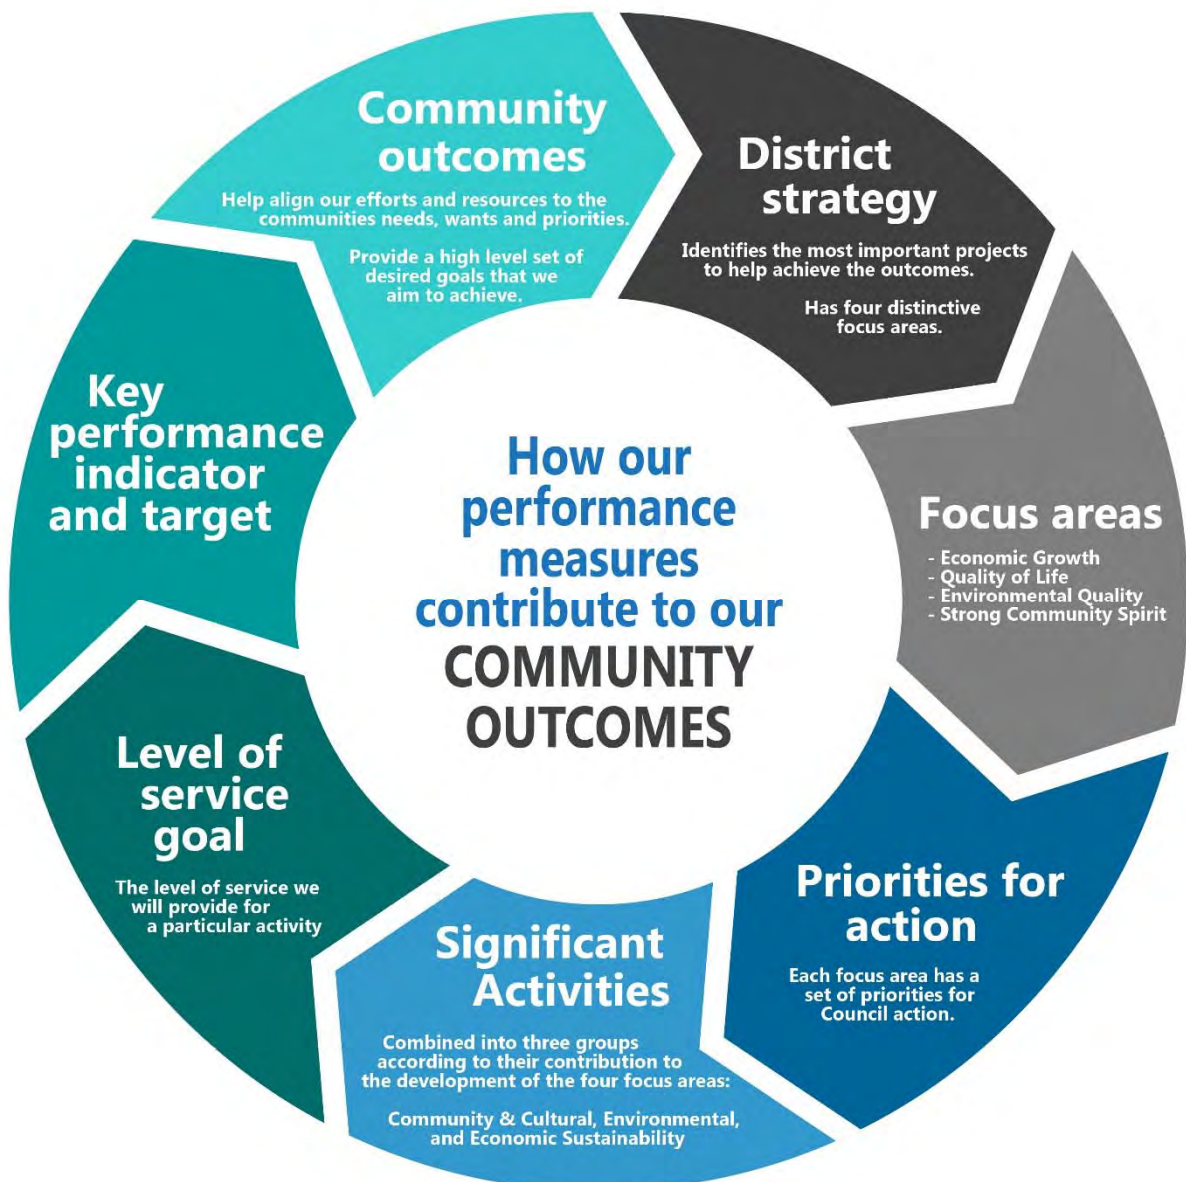 Community
outcomes
Help align our efforts and resources to the
communities needs, wants and priorities.
Provide a high level set of
desired goals that we
aim to achieve.
District
strategy
Identifies the most important projects
to help achieve the outcomes.
Has four distinctive
focus areas.
Focus areas
- Economic Growth
- Quality of Life
- Environmental Quality
- Strong Community Spirit
Priorities for
action
Each focus area has a
set of priorities for
Council action.
Significant
Activities
Combined into three groups
according to their contribution to
the development of the four focus areas:
Community & Cultural, Environmental,
and Economic Sustainability
Level of
service
goal
The level of service we
will provide for
a particular activity
Key
performance
indicator
and target
How our
performance
measures
contribute to our
COMMUNITY
OUTCOMES